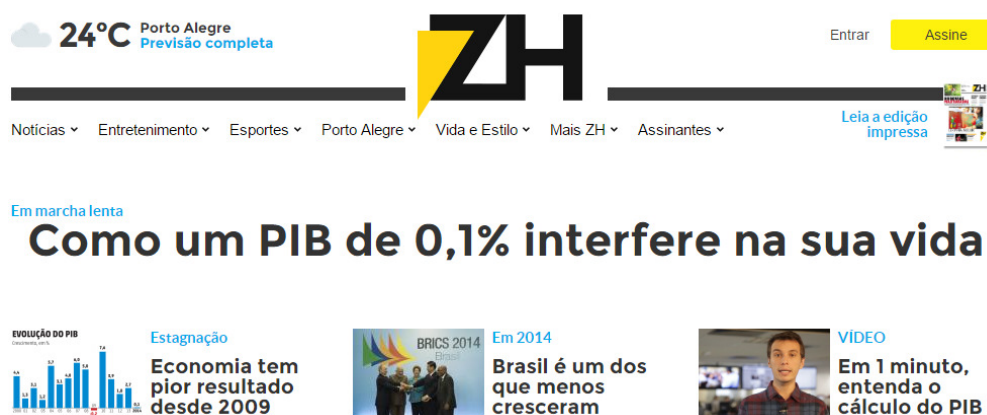 24°C Porto Alegre
Previsão completa
ZH
Entrar Assine
Notícias Entretenimento Esportes Porto Alegre Vida e Estilo Mais ZH Assinantes
Leia a edição
impressa
ZH
Em marcha lenta
Como um PIB de 0,1% interfere na sua vida
EVOLUÇÃO DO PIB
Estagnação
Economia tem
pior resultado
desde 2009
BRICS 2014
Brasil
Em 2014
Brasil é um dos
que menos
cresceram
VÍDEO
Em 1 minuto,
entenda o
cálculo do PIB